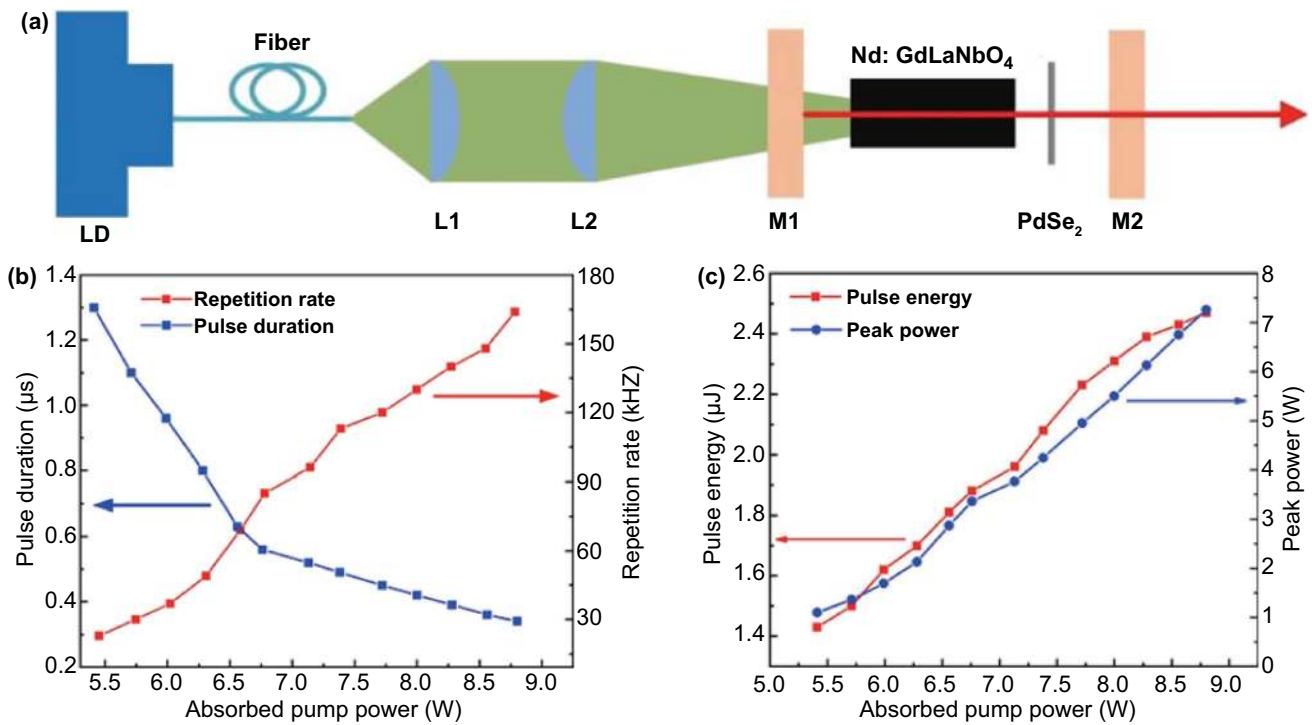 (a)
Fiber
Nd: GdLaNbO₄
LD
L1
L2
M1
PdSe₂
M2
(b)
1.4
1.2
1.0
0.8
0.6
0.4
0.2
Pulse duration (μs)
Repetition rate
Pulse duration
180
150
120
90
60
30
Repetition rate (kHZ)
5.5 6.0 6.5 7.0 7.5 8.0 8.5 9.0
Absorbed pump power (W)
(c)
2.6
2.4
2.2
2.0
1.8
1.6
1.4
Pulse energy (μJ)
Pulse energy
Peak power
8
7
6
5
4
3
2
1
0
Peak power (W)
5.0 5.5 6.0 6.5 7.0 7.5 8.0 8.5 9.0
Absorbed pump power (W)